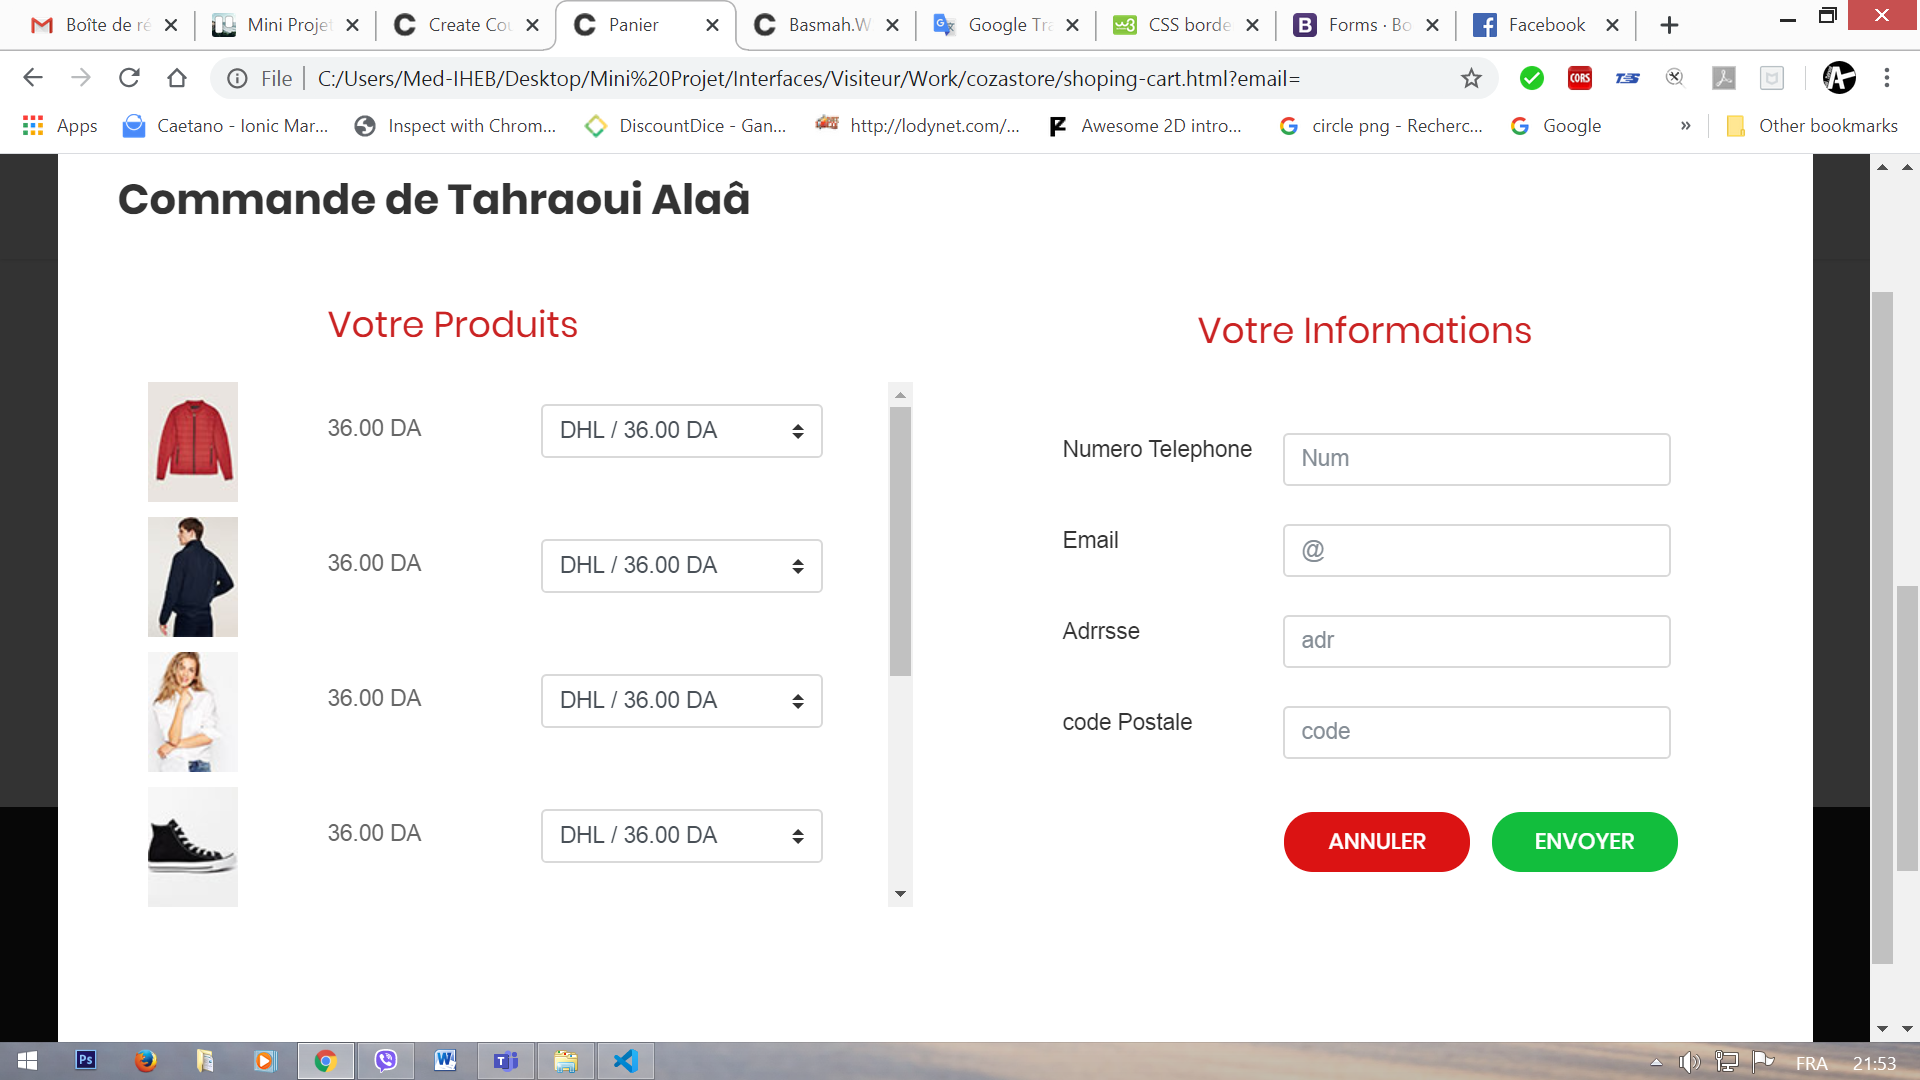 Boîte de ré
Mini Projet
Create Cou
Panier
Basmah.W
Google Tra
CSS borde
Forms · Bo
Facebook
File
C:/Users/Med-IHEB/Desktop/Mini%20Projet/Interfaces/Visiteur/Work/cozastore/shoping-cart.html?email=
CORS
Apps
Caetano - Ionic Mar...
Inspect with Chrom...
DiscountDice - Gan...
http://lodynet.com/...
Awesome 2D intro...
circle png - Recherc...
Google
»
Other bookmarks
Commande de Tahraoui Alaâ
Votre Produits
36.00 DA
DHL / 36.00 DA
36.00 DA
DHL / 36.00 DA
36.00 DA
DHL / 36.00 DA
36.00 DA
DHL / 36.00 DA
Votre Informations
Numero Telephone
Num
Email
@
Adrrsse
adr
code Postale
code
ANNULER
ENVOYER
Ps
FRA
21:53